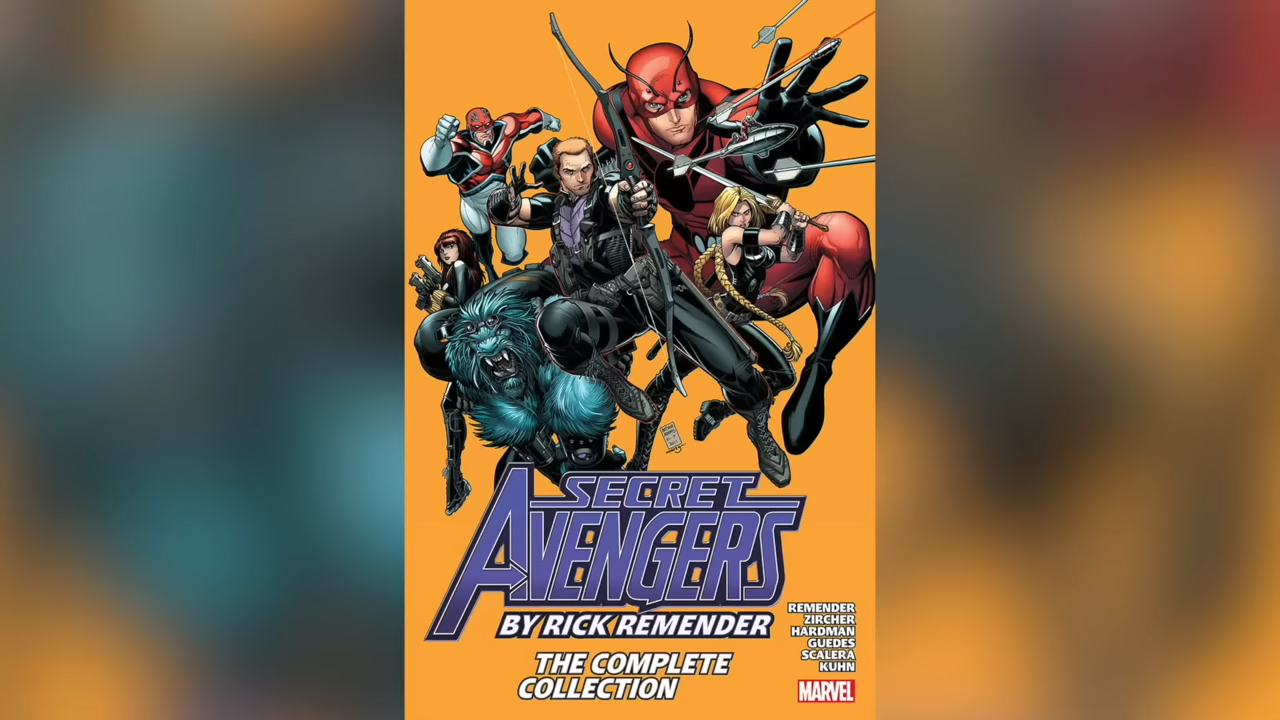 SECRET
AVENGERS
BY RICK REMENDER
THE COMPLETE
COLLECTION
REMENDER
ZIRCHER
HARDMAN
GUEDES
SCALERA
KUHN
MARVEL